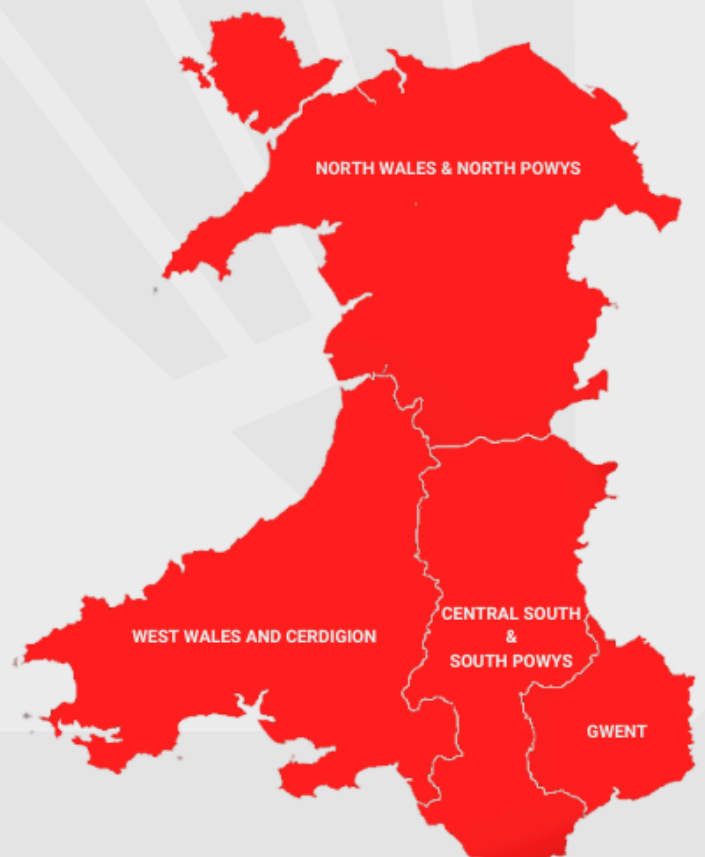 NORTH WALES & NORTH POWYS
WEST WALES AND CERDIGION
CENTRAL SOUTH
&
SOUTH POWYS
GWENT